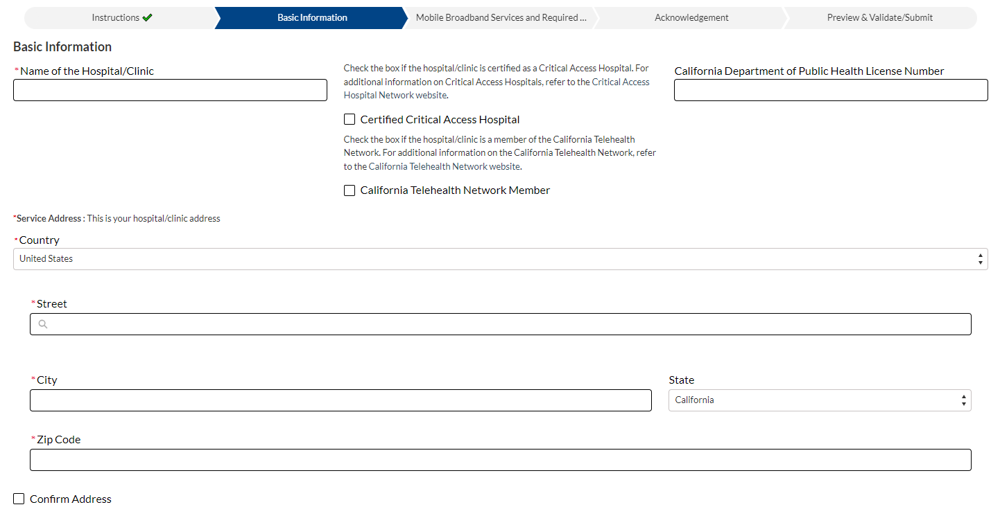 Instructions
Basic Information
Mobile Broadband Services and Required ...
Acknowledgement
Preview & Validate/Submit
Basic Information
*Name of the Hospital/Clinic
Check the box if the hospital/clinic is certified as a Critical Access Hospital. For
additional information on Critical Access Hospitals, refer to the Critical Access
Hospital Network website.
Certified Critical Access Hospital
Check the box if the hospital/clinic is a member of the California Telehealth
Network. For additional information on the California Telehealth Network, refer
to the California Telehealth Network website.
California Telehealth Network Member
California Department of Public Health License Number
*Service Address : This is your hospital/clinic address
*Country
United States
*Street
*City
State
California
*Zip Code
Confirm Address